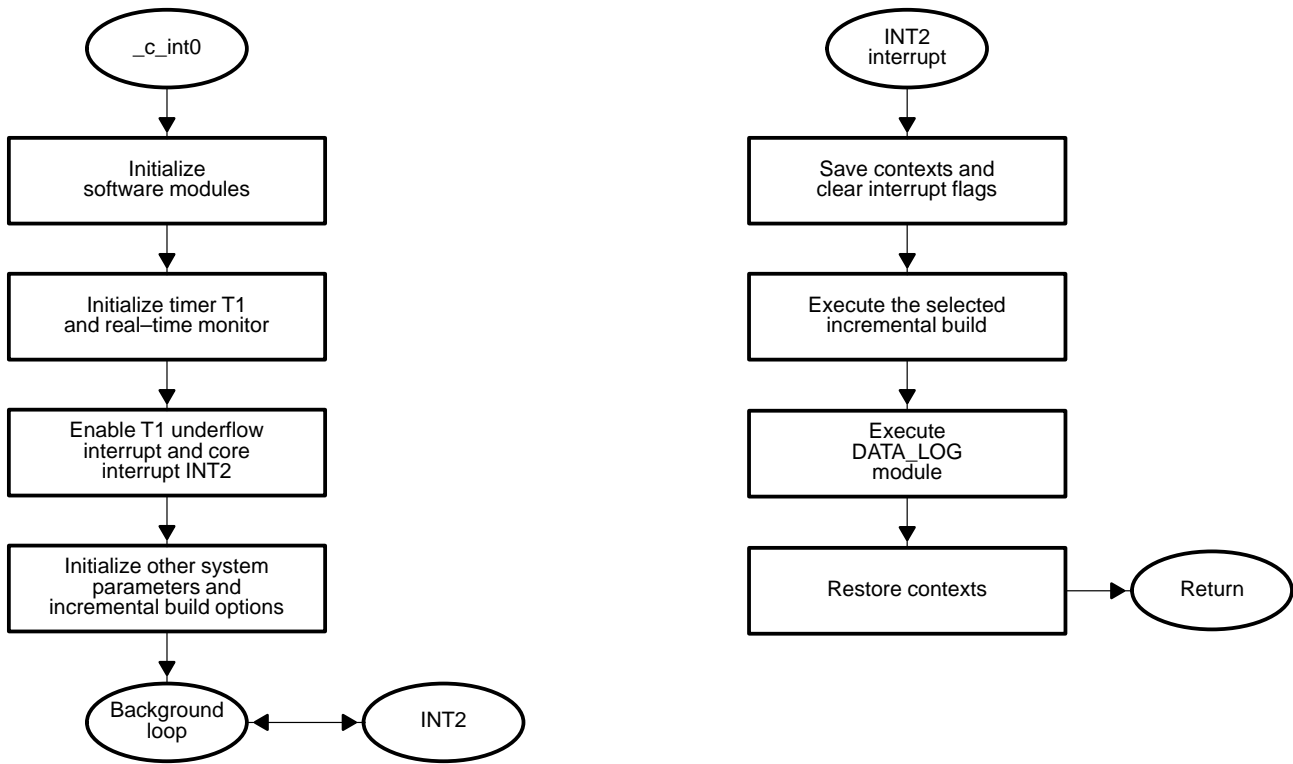 _c_int0
Initialize
software modules
Initialize timer T1
and real–time monitor
Enable T1 underflow
interrupt and core
interrupt INT2
Initialize other system
parameters and
incremental build options
Background
loop
INT2
INT2
interrupt
Save contexts and
clear interrupt flags
Execute the selected
incremental build
Execute
DATA_LOG
module
Restore contexts
Return